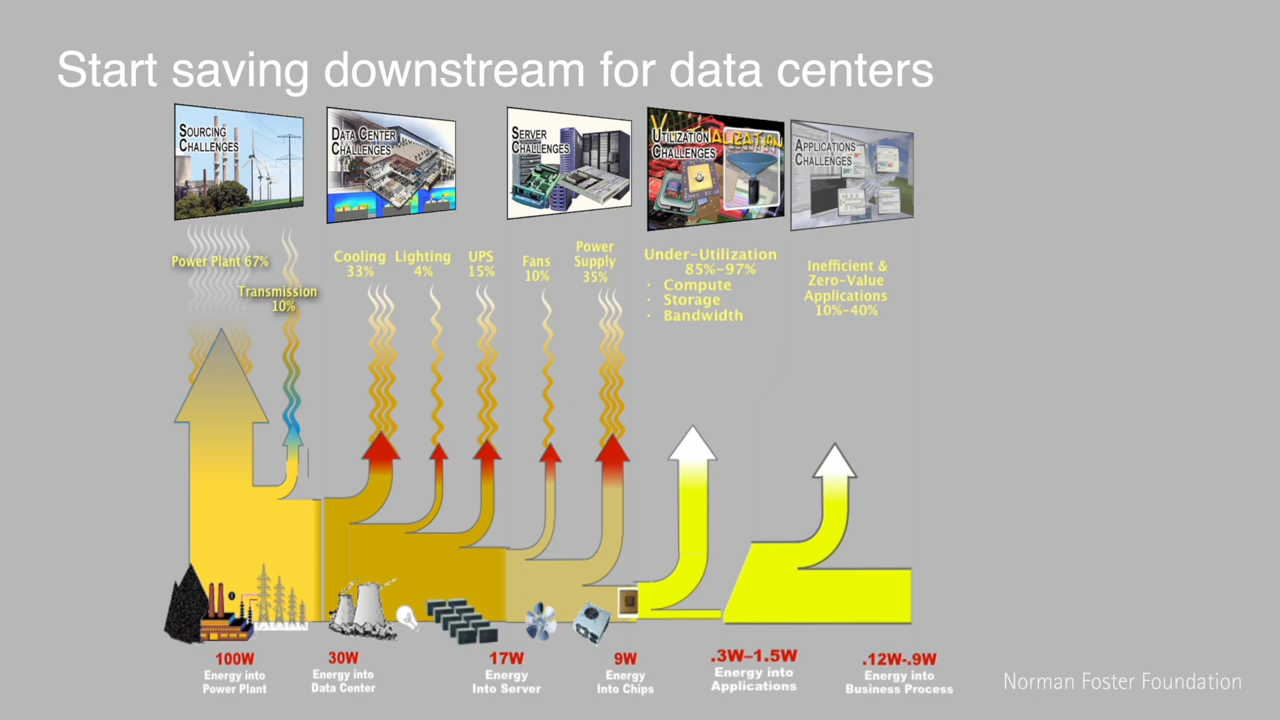 Start saving downstream for data centers
SOURCING
CHALLENGES
DATA CENTER
CHALLENGES
SERVER
CHALLENGES
UTILIZATION
CHALLENGES
APPLICATIONS
CHALLENGES
Power Plant 67%
Transmission
10%
Cooling
33%
Lighting
4%
UPS
15%
Fans
10%
Power
Supply
35%
Under-Utilization
85%-97%
· Compute
· Storage
· Bandwidth
Inefficient &
Zero-Value
Applications
10%-40%
100W
Energy into
Power Plant
30W
Energy into
Data Center
17W
Energy
Into Server
9W
Energy
Into Chips
.3W–1.5W
Energy into
Applications
.12W-.9W
Energy into
Business Process
Norman Foster Foundation